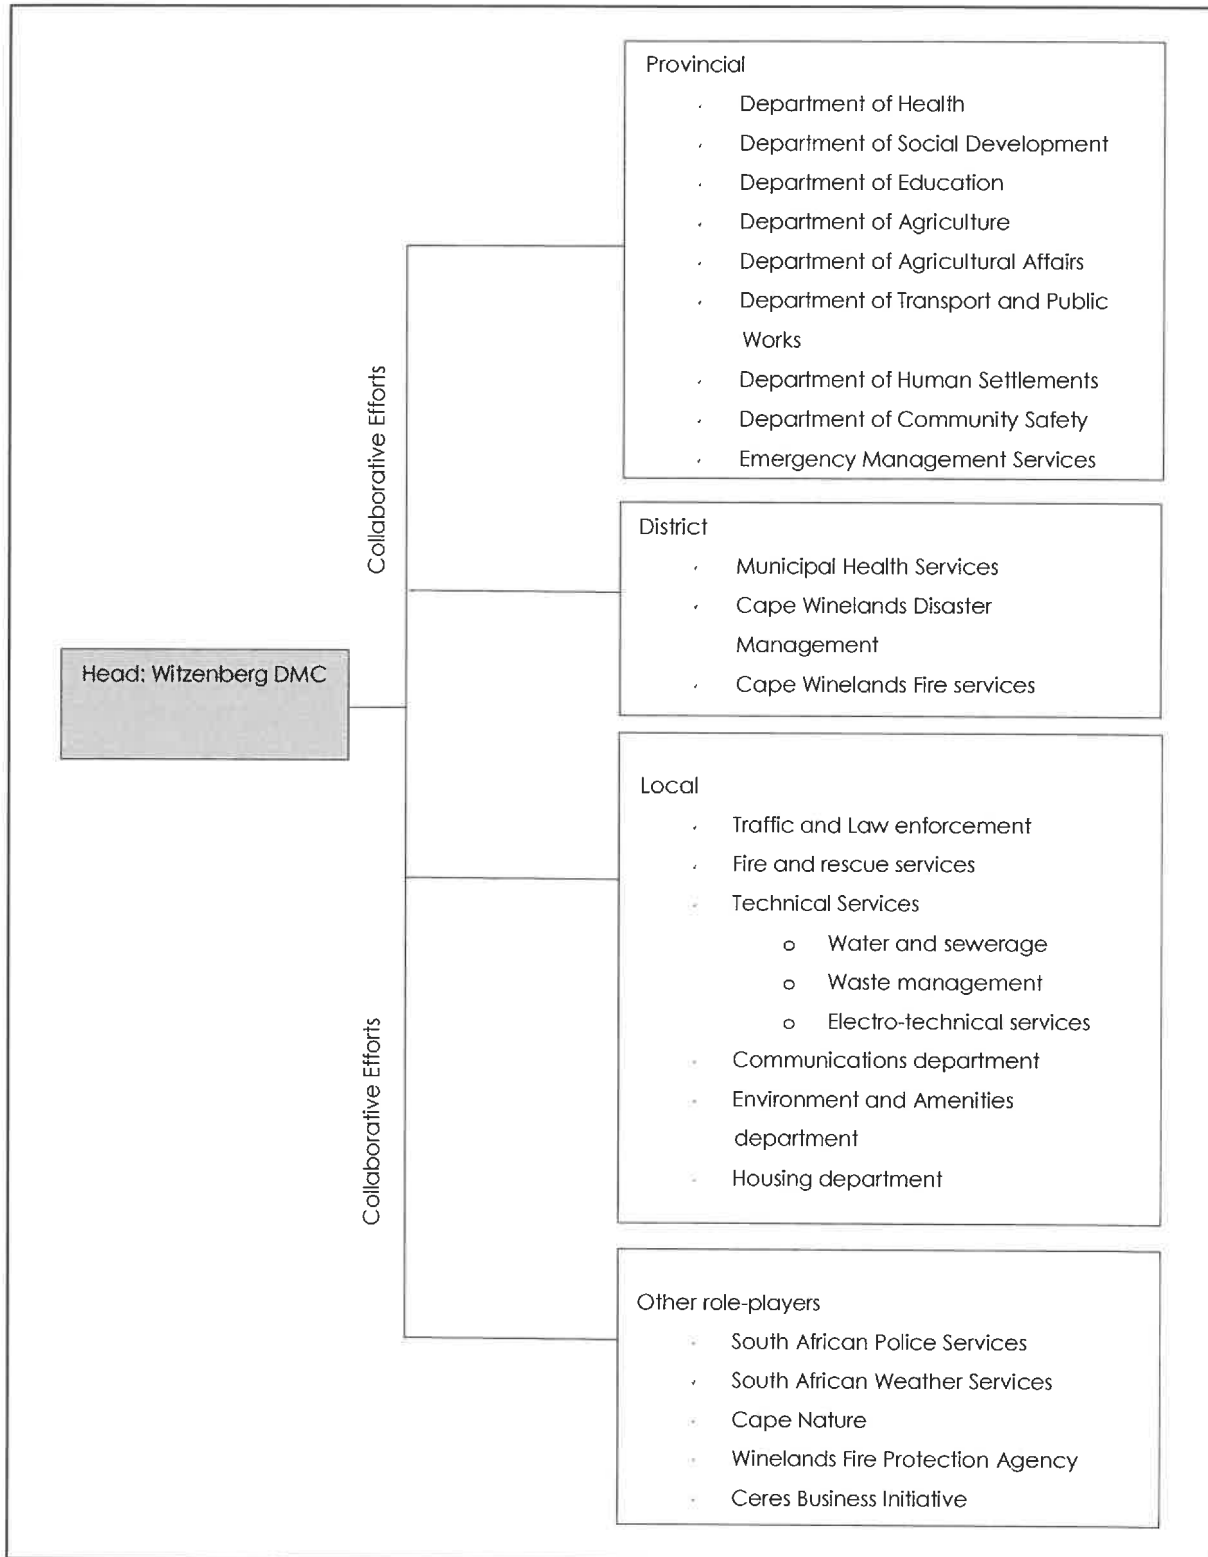 Provincial
· Department of Health
· Department of Social Development
· Department of Education
· Department of Agriculture
· Department of Agricultural Affairs
· Department of Transport and Public
Works
· Department of Human Settlements
· Department of Community Safety
· Emergency Management Services
Collaborative Efforts
District
· Municipal Health Services
· Cape Winelands Disaster
Management
· Cape Winelands Fire services
Head: Witzenberg DMC
Local
· Traffic and Law enforcement
· Fire and rescue services
· Technical Services
o Water and sewerage
o Waste management
o Electro-technical services
· Communications department
· Environment and Amenities
department
· Housing department
Collaborative Efforts
Other role-players
· South African Police Services
· South African Weather Services
· Cape Nature
· Winelands Fire Protection Agency
· Ceres Business Initiative